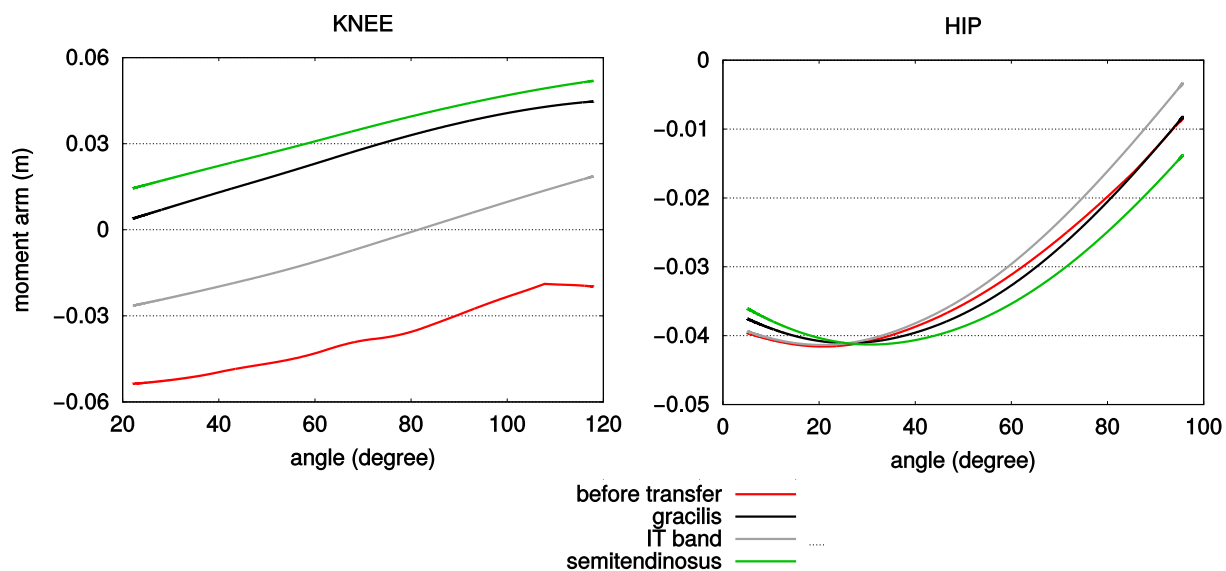 KNEE
0.06
0.03
0
−0.03
−0.06
20 40 60 80 100 120
moment arm (m)
angle (degree)
HIP
0
−0.01
−0.02
−0.03
−0.04
−0.05
0 20 40 60 80 100
angle (degree)
before transfer
gracilis
IT band
semitendinosus